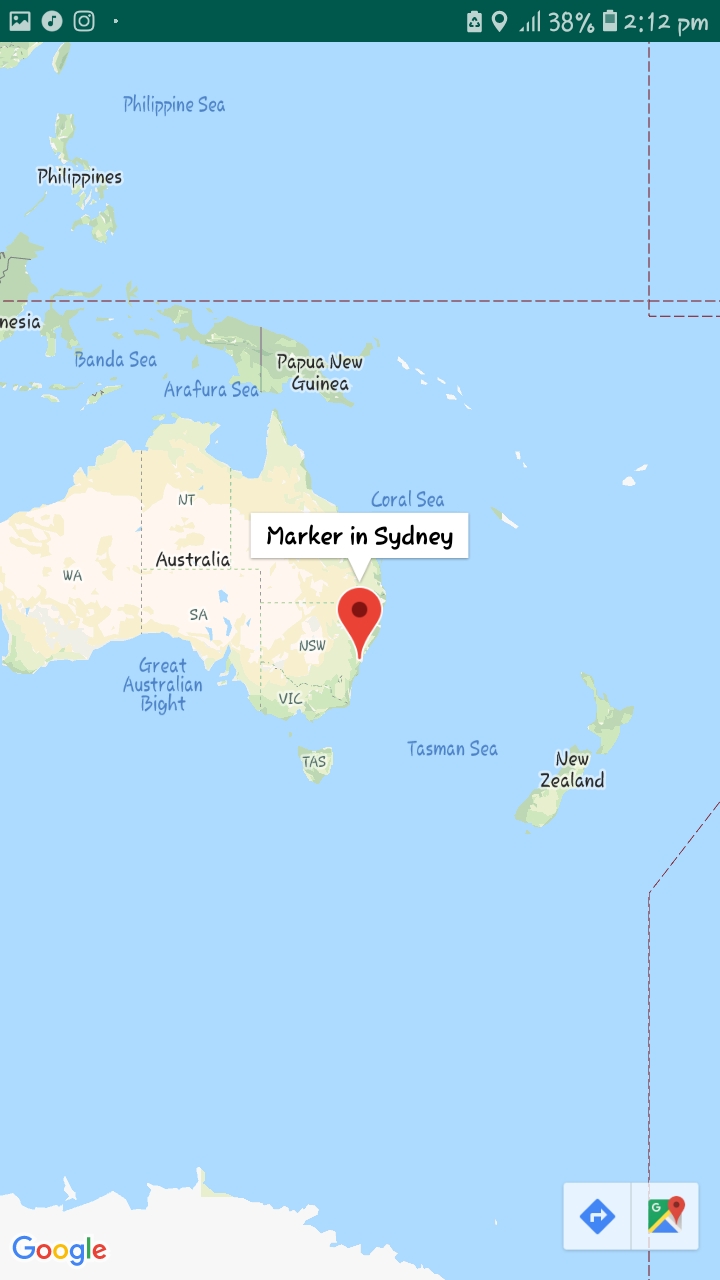 38% 2:12 pm
Philippine Sea
Philippines
nesia
Banda Sea
Papua New
Guinea
Arafura Sea
Coral Sea
NT
Marker in Sydney
Australia
WA
SA
NSW
Great
Australian
Bight
VIC
Tasman Sea
TAS
New
Zealand
G
Google